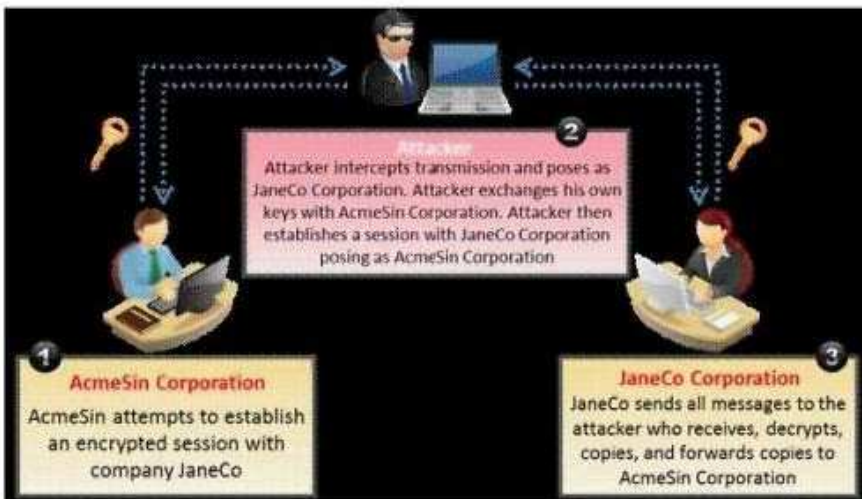 2
Attacker
Attacker intercepts transmission and poses as
JaneCo Corporation. Attacker exchanges his own
keys with AcmeSin Corporation. Attacker then
establishes a session with JaneCo Corporation
posing as AcmeSin Corporation
1
AcmeSin Corporation
AcmeSin attempts to establish
an encrypted session with
company JaneCo
3
JaneCo Corporation
JaneCo sends all messages to the
attacker who receives, decrypts,
copies, and forwards copies to
AcmeSin Corporation